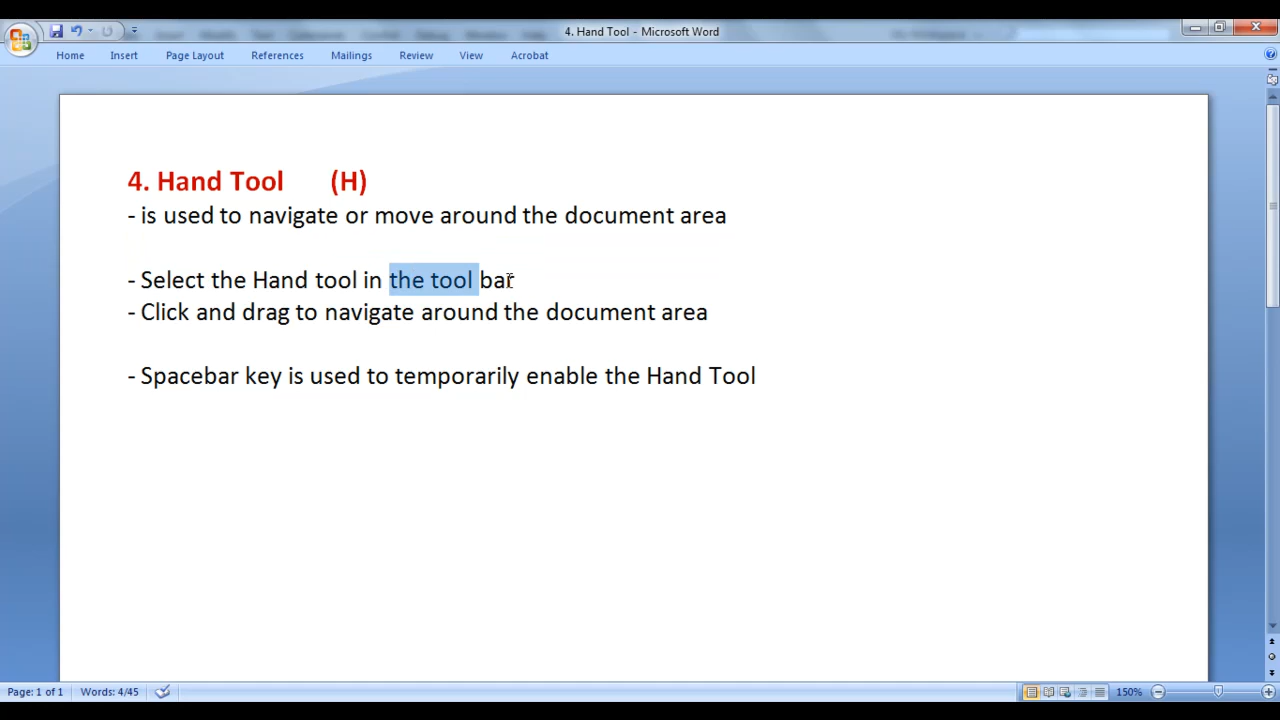 4. Hand Tool - Microsoft Word
Home Insert Page Layout References Mailings Review View Acrobat
4. Hand Tool (H)
- is used to navigate or move around the document area
- Select the Hand tool in the tool bar
- Click and drag to navigate around the document area
- Spacebar key is used to temporarily enable the Hand Tool
Page: 1 of 1 Words: 4/45 150%